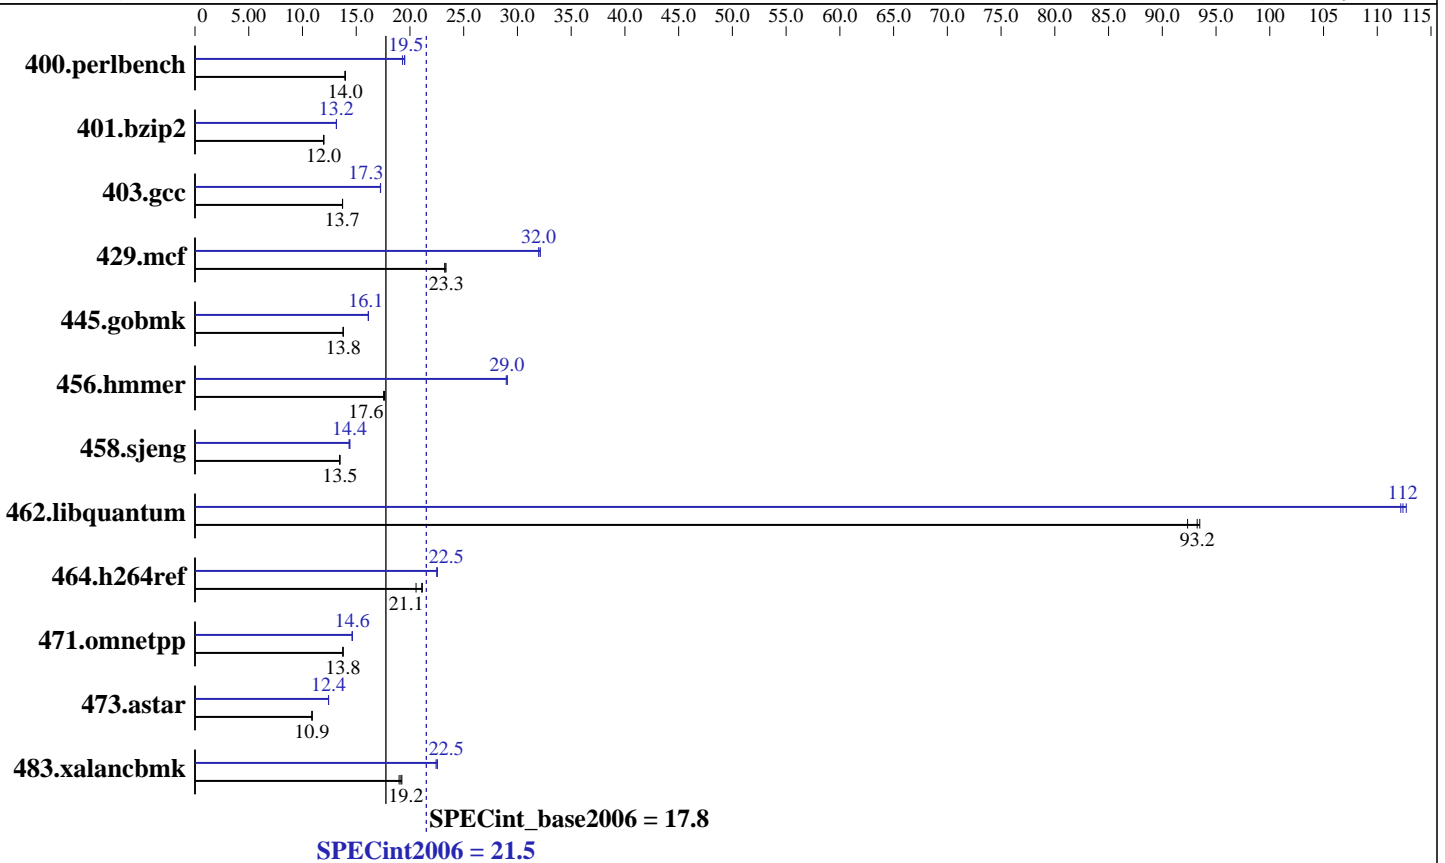 0 5.00 10.0 15.0 20.0 25.0 30.0 35.0 40.0 45.0 50.0 55.0 60.0 65.0 70.0 75.0 80.0 85.0 90.0 95.0 100 105 110 115
19.5
400.perlbench
14.0
13.2
401.bzip2
12.0
17.3
403.gcc
13.7
32.0
429.mcf
23.3
16.1
445.gobmk
13.8
29.0
456.hmmer
17.6
14.4
458.sjeng
13.5
112
462.libquantum
93.2
22.5
464.h264ref
21.1
14.6
471.omnetpp
13.8
12.4
473.astar
10.9
22.5
483.xalancbmk
19.2
SPECint_base2006 = 17.8
SPECint2006 = 21.5